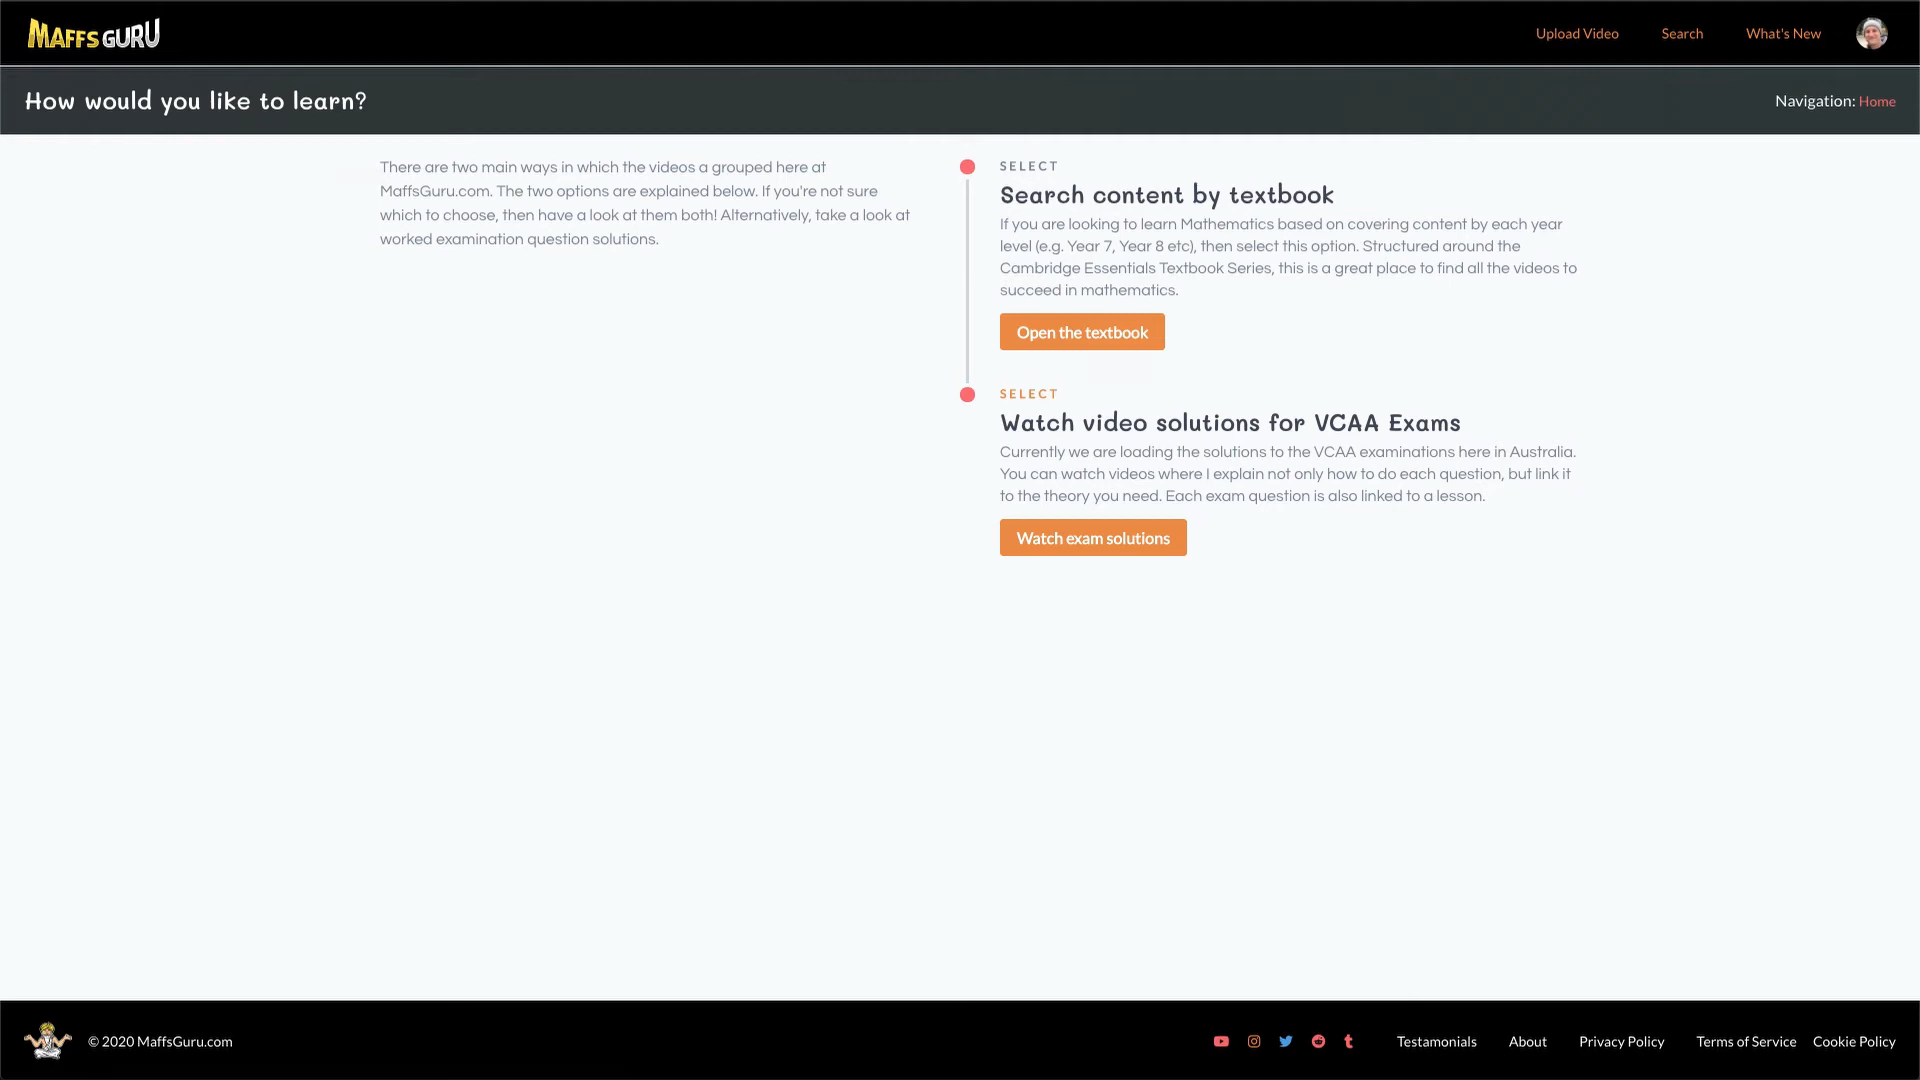 MAFFS GURU
Upload Video
Search
What's New
How would you like to learn?
Navigation: Home
There are two main ways in which the videos a grouped here at
MaffsGuru.com. The two options are explained below. If you're not sure
which to choose, then have a look at them both! Alternatively, take a look at
worked examination question solutions.
SELECT
Search content by textbook
If you are looking to learn Mathematics based on covering content by each year
level (e.g. Year 7, Year 8 etc), then select this option. Structured around the
Cambridge Essentials Textbook Series, this is a great place to find all the videos to
succeed in mathematics.
Open the textbook
SELECT
Watch video solutions for VCAA Exams
Currently we are loading the solutions to the VCAA examinations here in Australia.
You can watch videos where I explain not only how to do each question, but link it
to the theory you need. Each exam question is also linked to a lesson.
Watch exam solutions
© 2020 MaffsGuru.com
Testamonials
About
Privacy Policy
Terms of Service
Cookie Policy